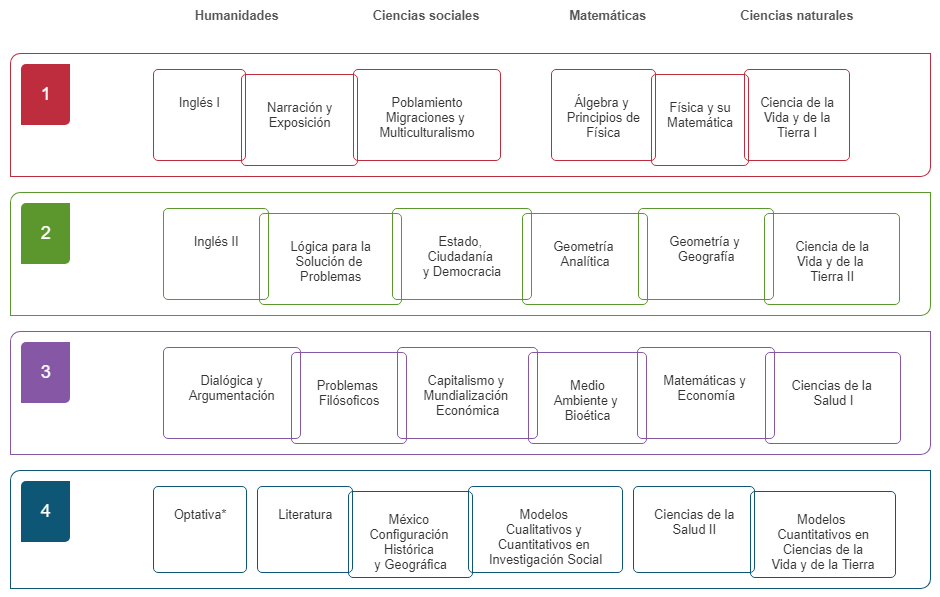 Humanidades
Ciencias sociales
Matemáticas
Ciencias naturales
1
Inglés I
Narración y
Exposición
Poblamiento
Migraciones y
Multiculturalismo
Álgebra y
Principios de
Física
Física y su
Matemática
Ciencia de la
Vida y de la
Tierra I
2
Inglés II
Lógica para la
Solución de
Problemas
Estado,
Ciudadanía
y Democracia
Geometría
Analítica
Geometría y
Geografía
Ciencia de la
Vida y de la
Tierra II
3
Dialógica y
Argumentación
Problemas
Filósoficos
Capitalismo y
Mundialización
Económica
Medio
Ambiente y
Bioética
Matemáticas y
Economía
Ciencias de la
Salud I
4
Optativa*
Literatura
México
Configuración
Histórica
y Geográfica
Modelos
Cualitativos y
Cuantitativos en
Investigación Social
Ciencias de la
Salud II
Modelos
Cuantitativos en
Ciencias de la
Vida y de la Tierra